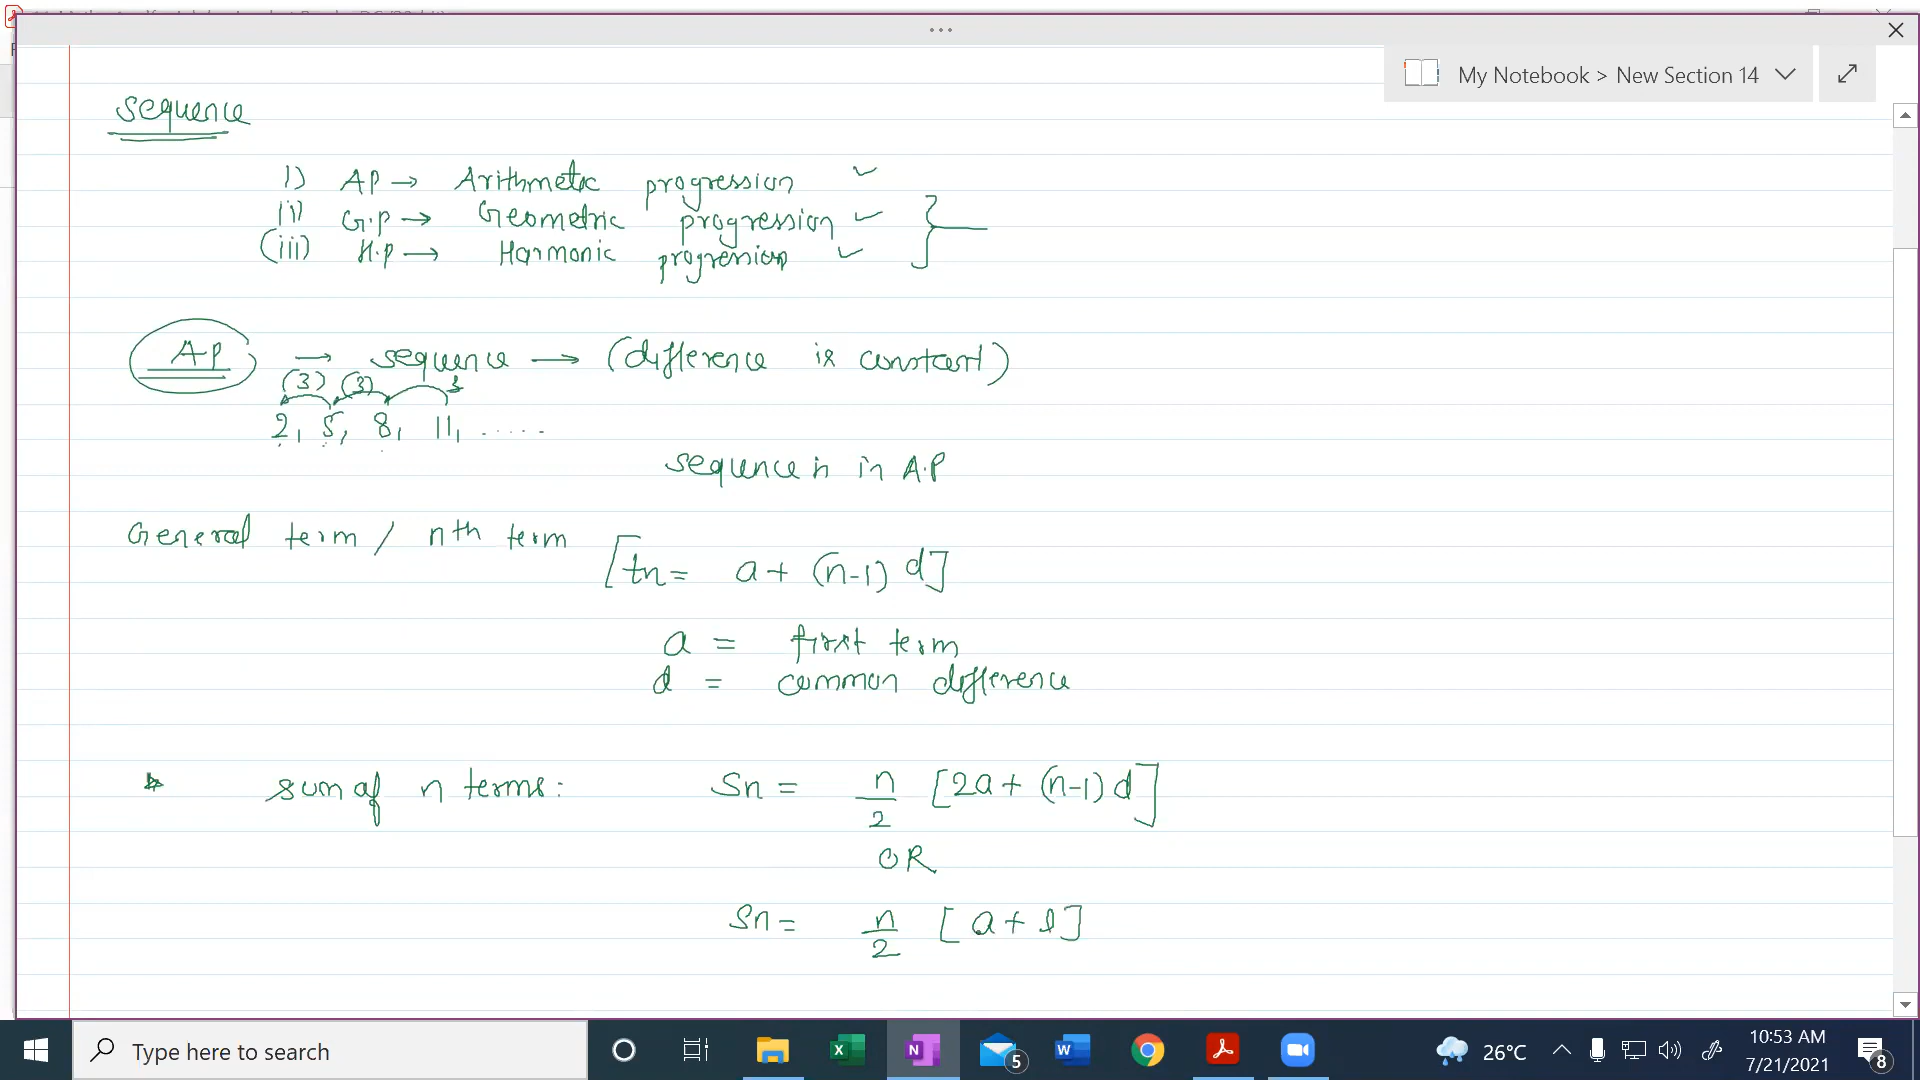 My Notebook > New Section 14
Sequence
i) AP → Arithmetic progression ✓
(ii) G.P → Geometric progression ✓
(iii) H.P → Harmonic progression ✓
A.P → sequence → (difference is constant)
(3) (3) 3
2, 5, 8, 11, .....
sequence is in A.P
General term / nth term
[tn = a + (n-1) d]
a = first term
d = common difference
sum of n terms: Sn = n/2 [2a + (n-1) d]
OR
Sn = n/2 [a + l]
Type here to search
5
26°C
10:53 AM
7/21/2021
8